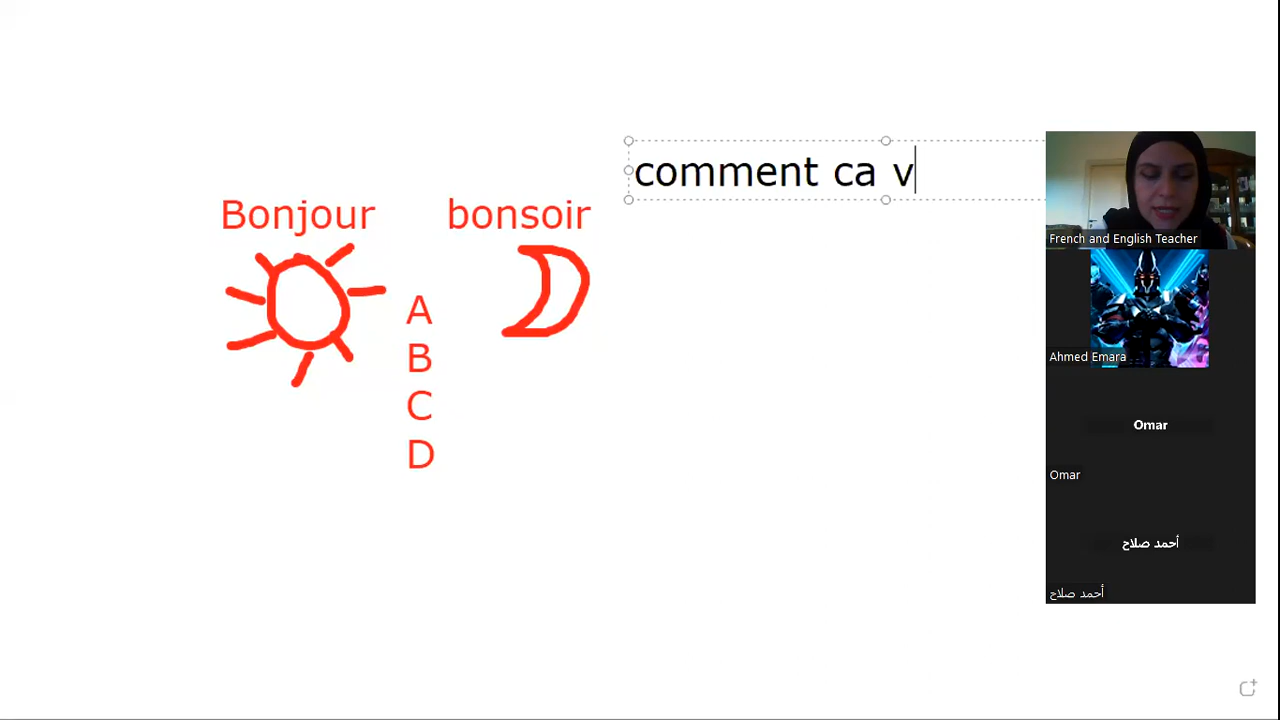 comment ca v
Bonjour bonsoir
A
B
C
D
French and English Teacher
Ahmed Emara
Omar
Omar
أحمد صلاح
أحمد صلاح